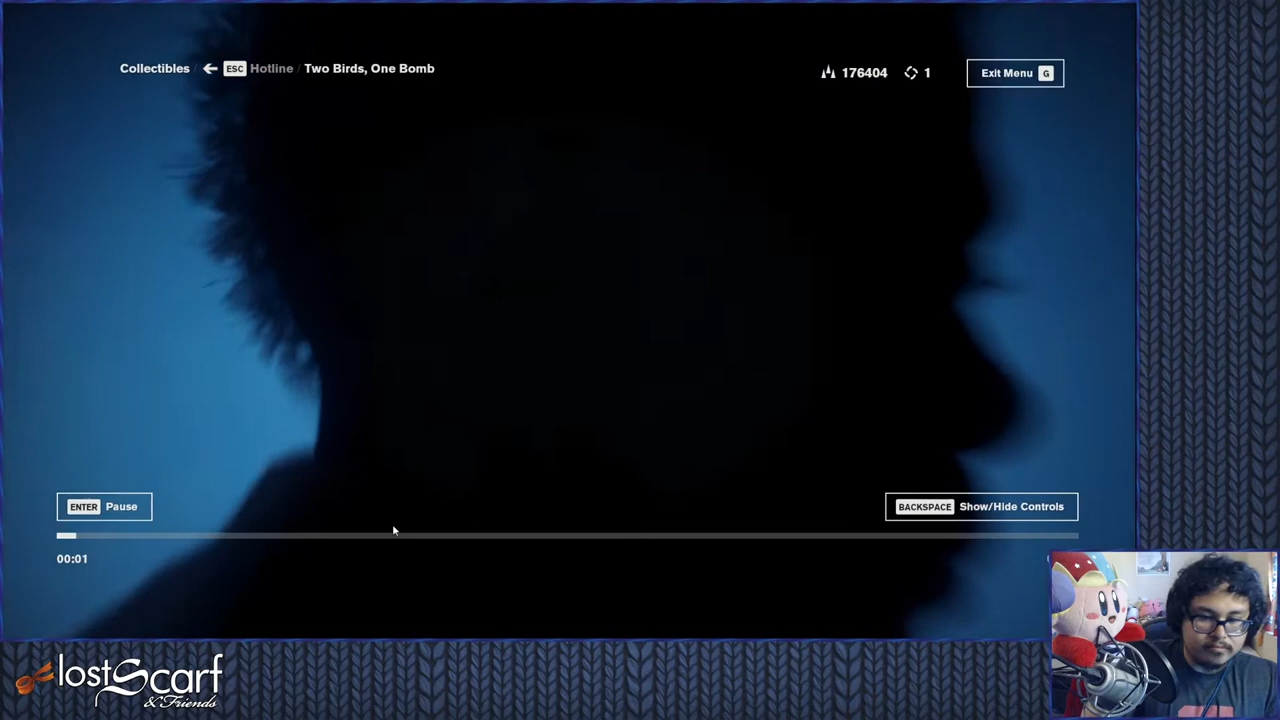 Collectibles / ESC Hotline / Two Birds, One Bomb
176404 1 Exit Menu G
ENTER Pause
BACKSPACE Show/Hide Controls
00:01
lostScarf
& Friends